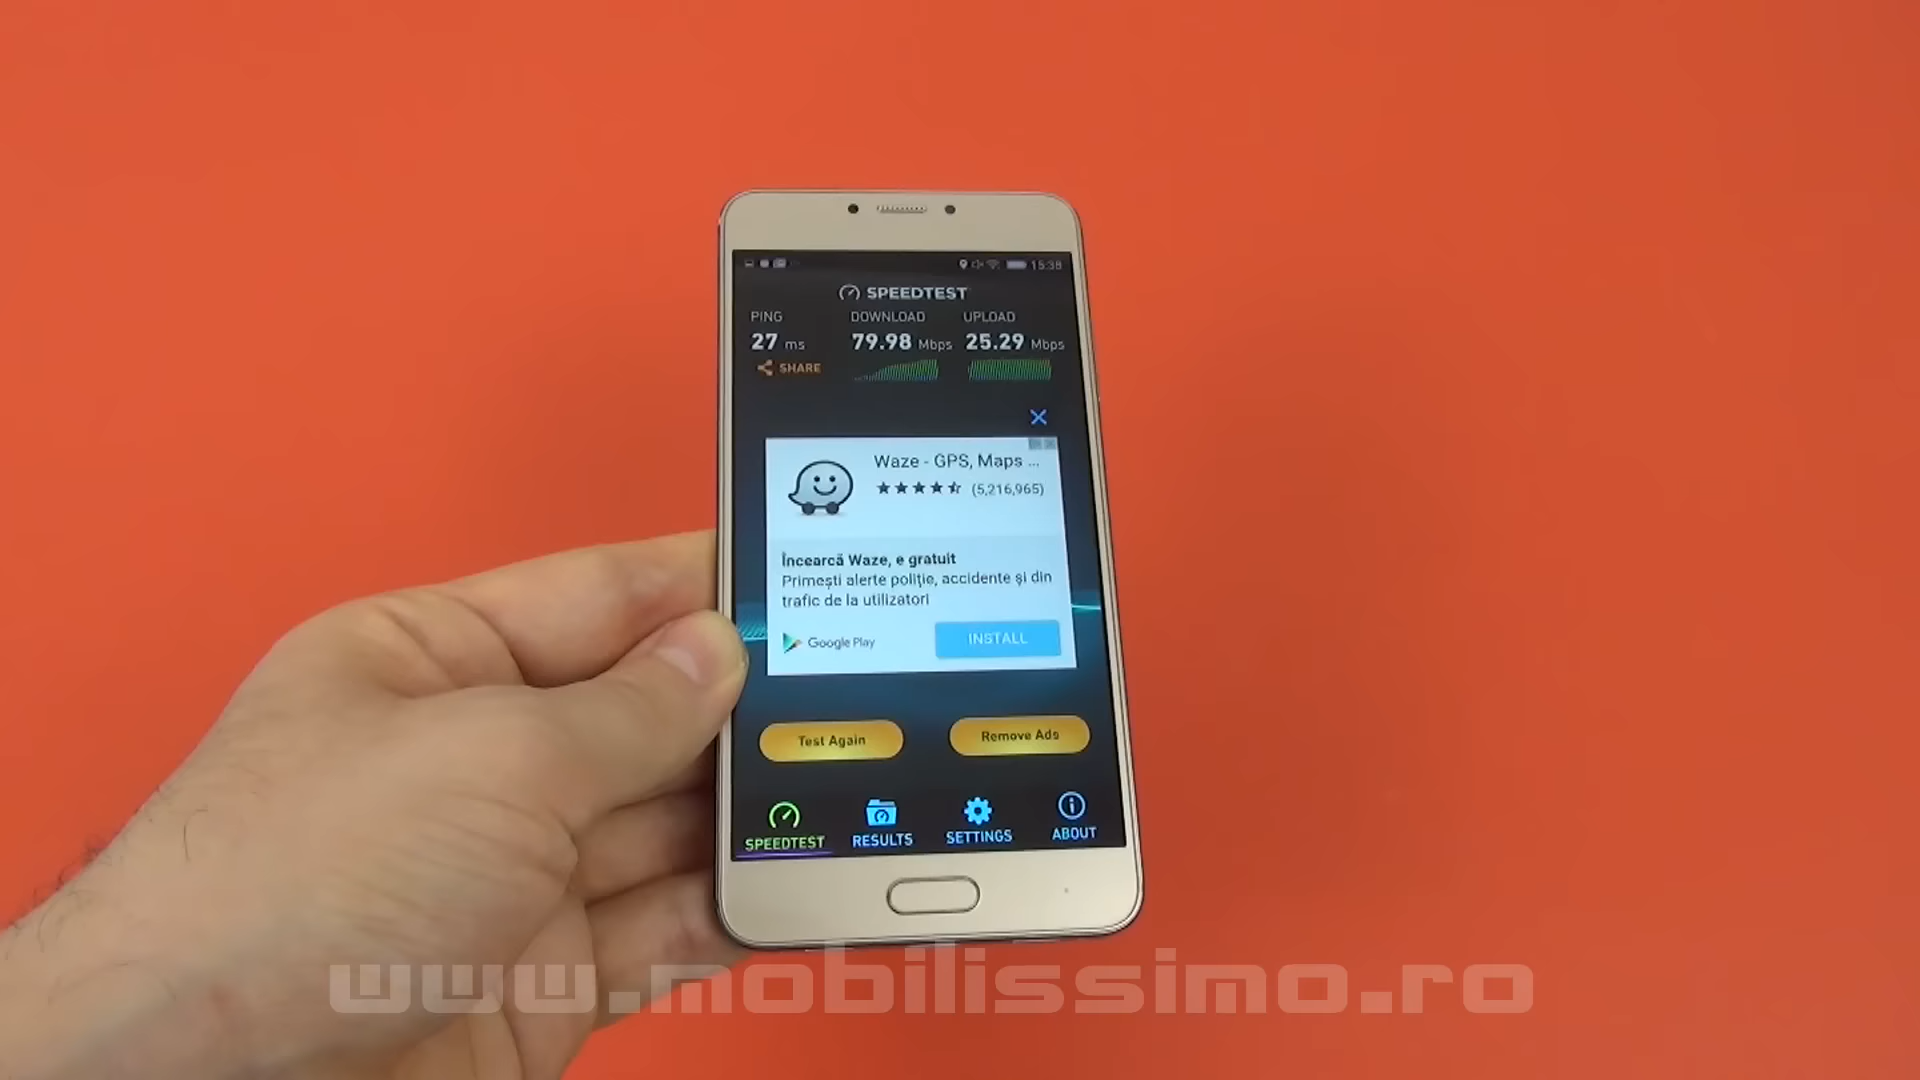 15:38
SPEEDTEST
PING DOWNLOAD UPLOAD
27 ms 79.98 Mbps 25.29 Mbps
SHARE
Waze - GPS, Maps ...
(5,216,965)
Încearcă Waze, e gratuit
Primești alerte poliție, accidente și din
trafic de la utilizatori
Google Play INSTALL
Test Again Remove Ads
SPEEDTEST RESULTS SETTINGS ABOUT
www.mobilissimo.ro